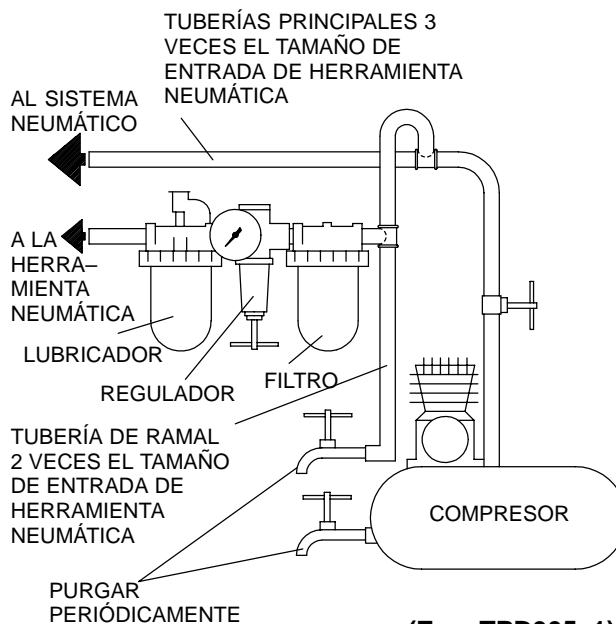 TUBERÍAS PRINCIPALES 3
VECES EL TAMAÑO DE
ENTRADA DE HERRAMIENTA
NEUMÁTICA
AL SISTEMA
NEUMÁTICO
A LA
HERRA–
MIENTA
NEUMÁTICA
LUBRICADOR
REGULADOR
FILTRO
TUBERÍA DE RAMAL
2 VECES EL TAMAÑO
DE ENTRADA DE
HERRAMIENTA
NEUMÁTICA
COMPRESOR
PURGAR
PERIÓDICAMENTE